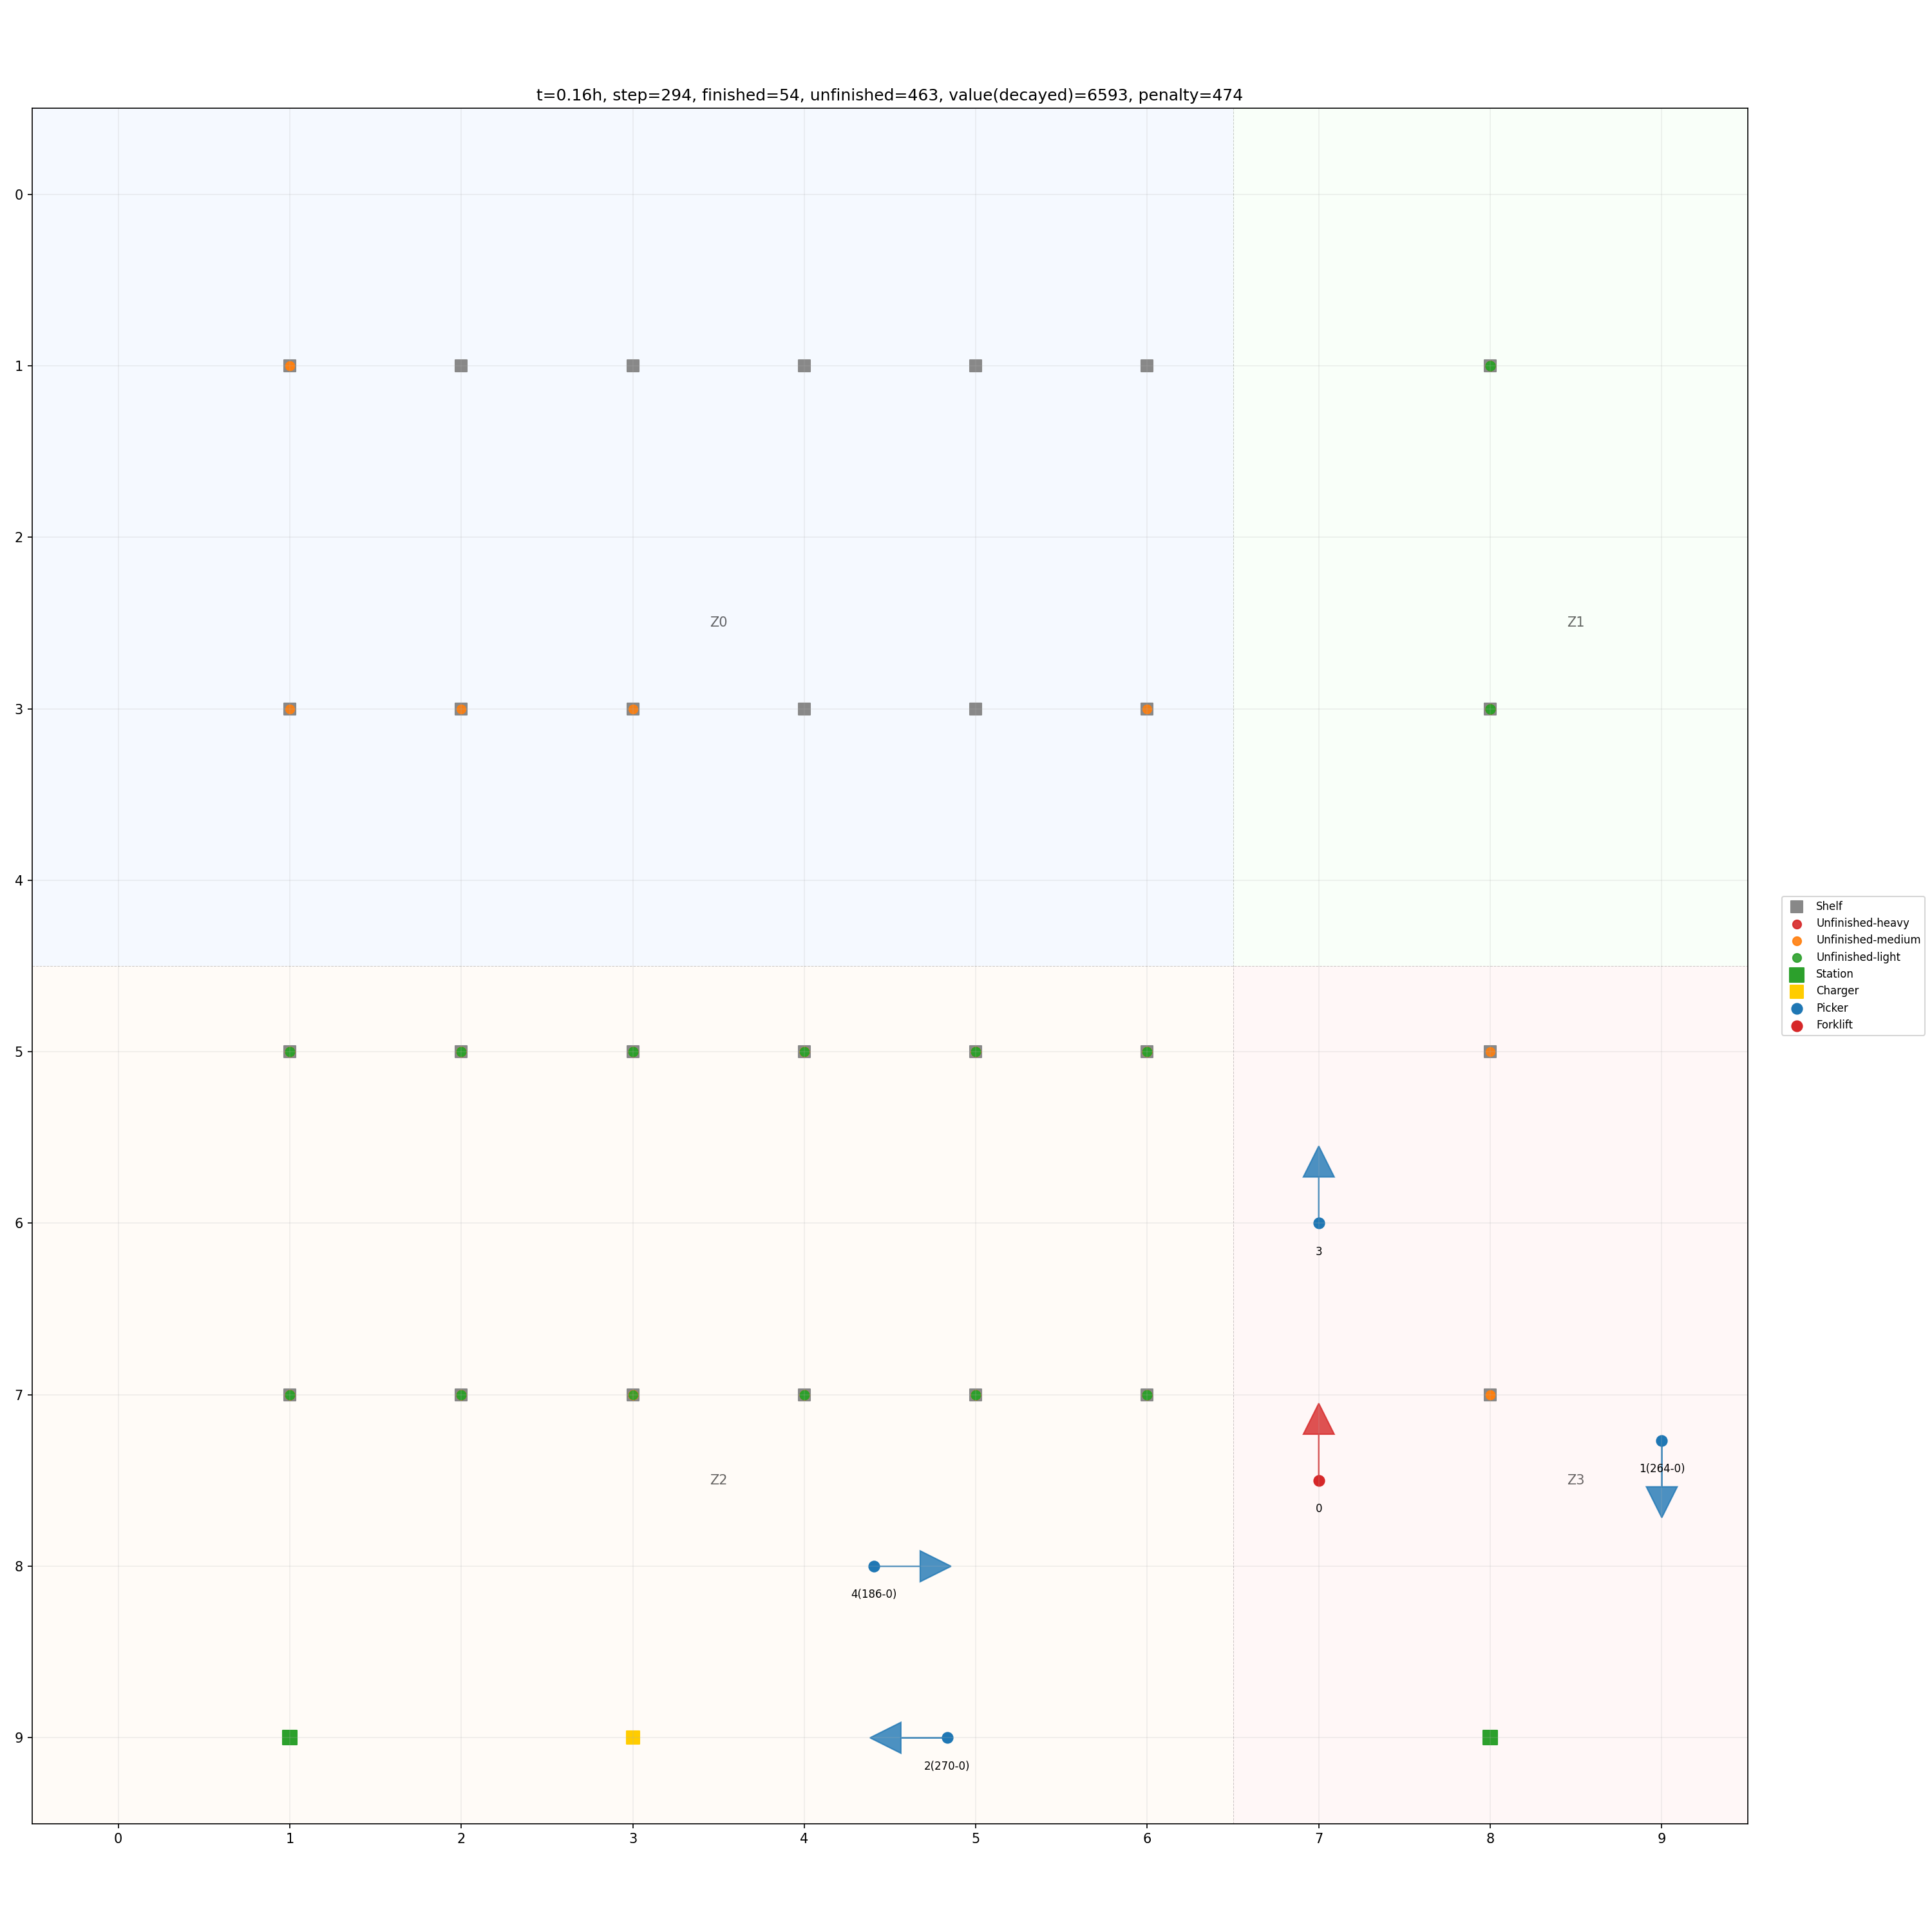 t=0.16h, step=294, finished=54, unfinished=463, value(decayed)=6593, penalty=474
0
1
2
Z0
Z1
3
4
Shelf
Unfinished-heavy
Unfinished-medium
Unfinished-light
Station
Charger
Picker
Forklift
5
6
3
7
1(264-0)
Z2
Z3
0
8
4(186-0)
9
2(270-0)
0 1 2 3 4 5 6 7 8 9